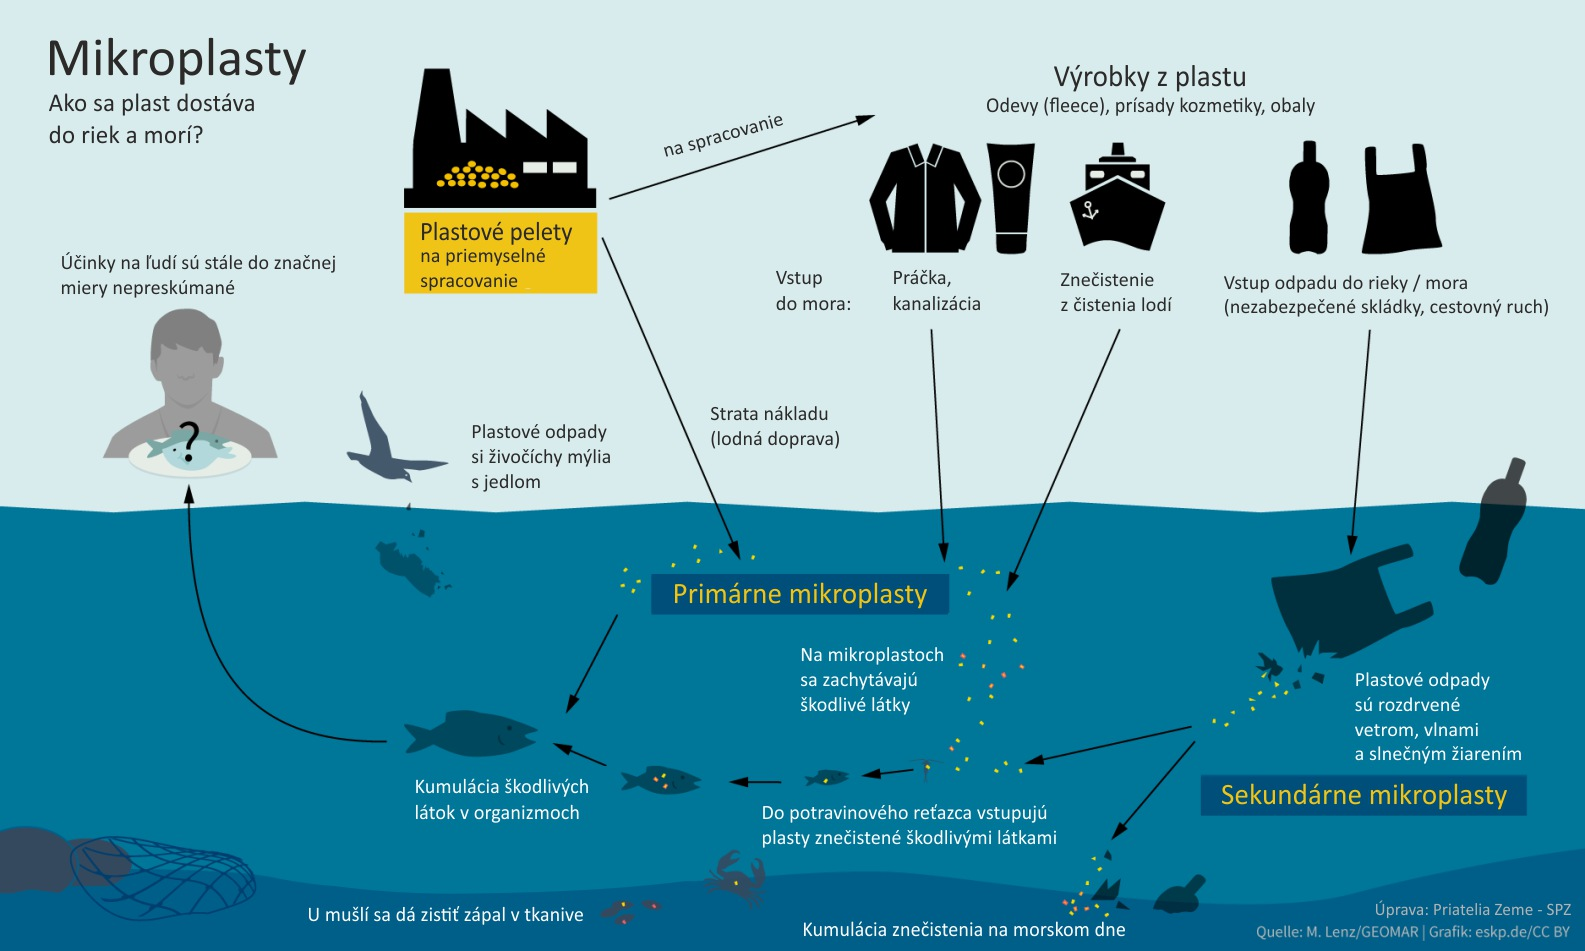 Mikroplasty
Ako sa plast dostáva
do riek a morí?
Plastové pelety
na priemyselné
spracovanie
na spracovanie
Výrobky z plastu
Odevy (fleece), prísady kozmetiky, obaly
Vstup
do mora:
Práčka,
kanalizácia
Znečistenie
z čistenia lodí
Vstup odpadu do rieky / mora
(nezabezpečené skládky, cestovný ruch)
Účinky na ľudí sú stále do značnej
miery nepreskúmané
?
Plastové odpady
si živočíchy mýlia
s jedlom
Strata nákladu
(lodná doprava)
Primárne mikroplasty
Na mikroplastoch
sa zachytávajú
škodlivé látky
Plastové odpady
sú rozdrvené
vetrom, vlnami
a slnečným žiarením
Sekundárne mikroplasty
Kumulácia škodlivých
látok v organizmoch
Do potravinového reťazca vstupujú
plasty znečistené škodlivými látkami
U mušlí sa dá zistiť zápal v tkanive
Kumulácia znečistenia na morskom dne
Úprava: Priatelia Zeme - SPZ
Quelle: M. Lenz/GEOMAR | Grafik: eskp.de/CC BY